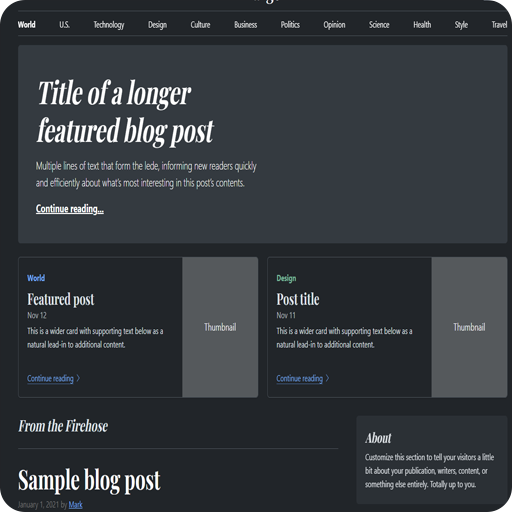 World U.S. Technology Design Culture Business Politics Opinion Science Health Style Travel
Title of a longer
featured blog post
Multiple lines of text that form the lede, informing new readers quickly
and efficiently about what's most interesting in this post's contents.
Continue reading...
World
Featured post
Nov 12
This is a wider card with supporting text below as a
natural lead-in to additional content.
Continue reading
Thumbnail
Design
Post title
Nov 11
This is a wider card with supporting text below as a
natural lead-in to additional content.
Continue reading
Thumbnail
From the Firehose
Sample blog post
January 1, 2021 by Mark
About
Customize this section to tell your visitors a little
bit about your publication, writers, content, or
something else entirely. Totally up to you.